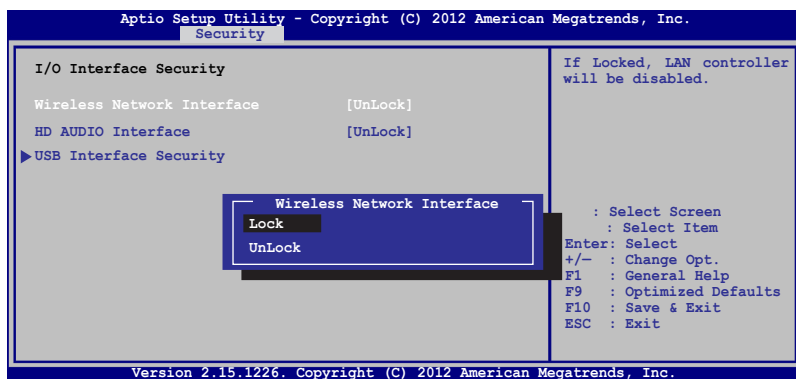 Aptio Setup Utility - Copyright (C) 2012 American Megatrends, Inc.
Security
I/O Interface Security
Wireless Network Interface [UnLock]
HD AUDIO Interface [UnLock]
USB Interface Security
If Locked, LAN controller
will be disabled.
Wireless Network Interface
Lock
UnLock
: Select Screen
: Select Item
Enter: Select
+/— : Change Opt.
F1 : General Help
F9 : Optimized Defaults
F10 : Save & Exit
ESC : Exit
Version 2.15.1226. Copyright (C) 2012 American Megatrends, Inc.